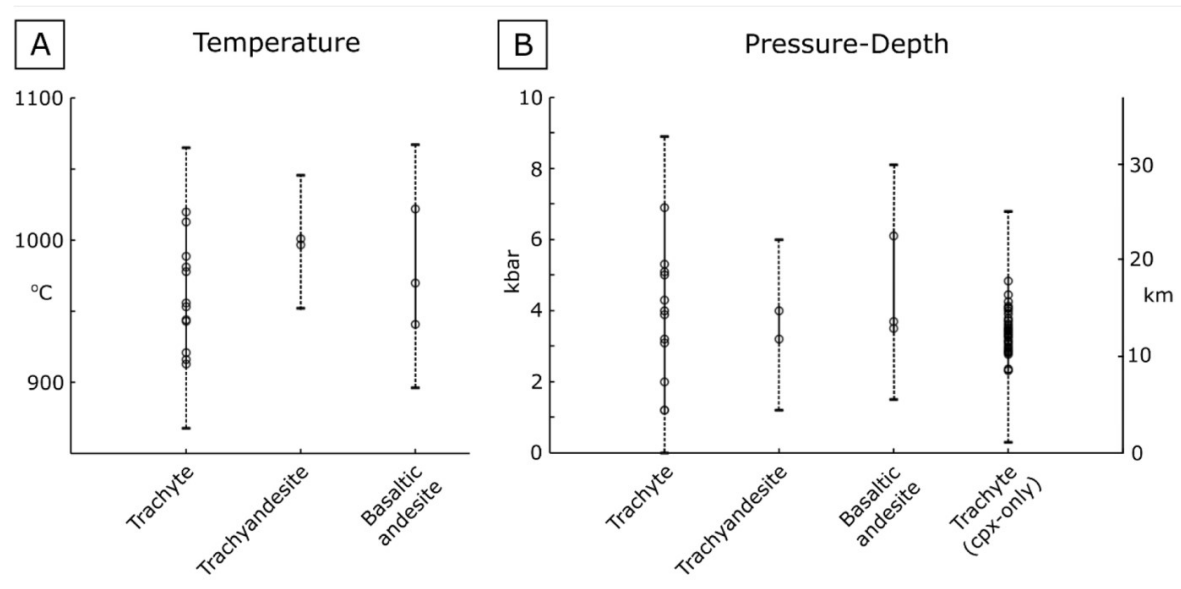 A
Temperature
1100
1000
°C
900
Trachyte
Trachyandesite
Basaltic
andesite
B
Pressure-Depth
10
8
6
kbar
4
2
0
30
20
km
10
0
Trachyte
Trachyandesite
Basaltic
andesite
Trachyte
(cpx-only)